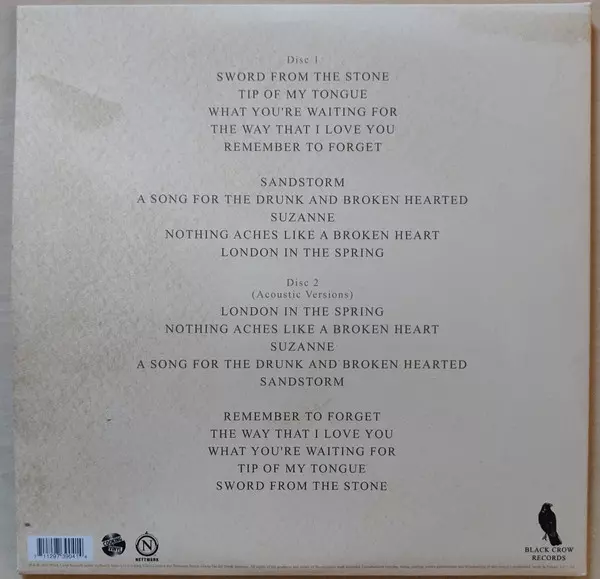 Disc 1
SWORD FROM THE STONE
TIP OF MY TONGUE
WHAT YOU'RE WAITING FOR
THE WAY THAT I LOVE YOU
REMEMBER TO FORGET
SANDSTORM
A SONG FOR THE DRUNK AND BROKEN HEARTED
SUZANNE
NOTHING ACHES LIKE A BROKEN HEART
LONDON IN THE SPRING
Disc 2
(Acoustic Versions)
LONDON IN THE SPRING
NOTHING ACHES LIKE A BROKEN HEART
SUZANNE
A SONG FOR THE DRUNK AND BROKEN HEARTED
SANDSTORM
REMEMBER TO FORGET
THE WAY THAT I LOVE YOU
WHAT YOU'RE WAITING FOR
TIP OF MY TONGUE
SWORD FROM THE STONE
N
NETTWERK
BLACK CROW
RECORDS